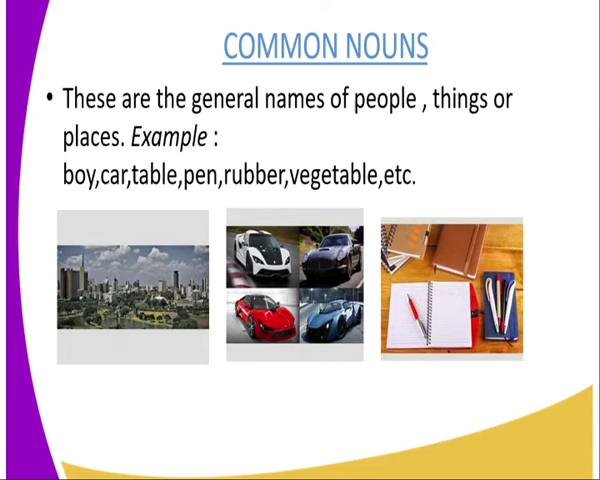 COMMON NOUNS
• These are the general names of people , things or
places. Example :
boy,car,table,pen,rubber,vegetable,etc.